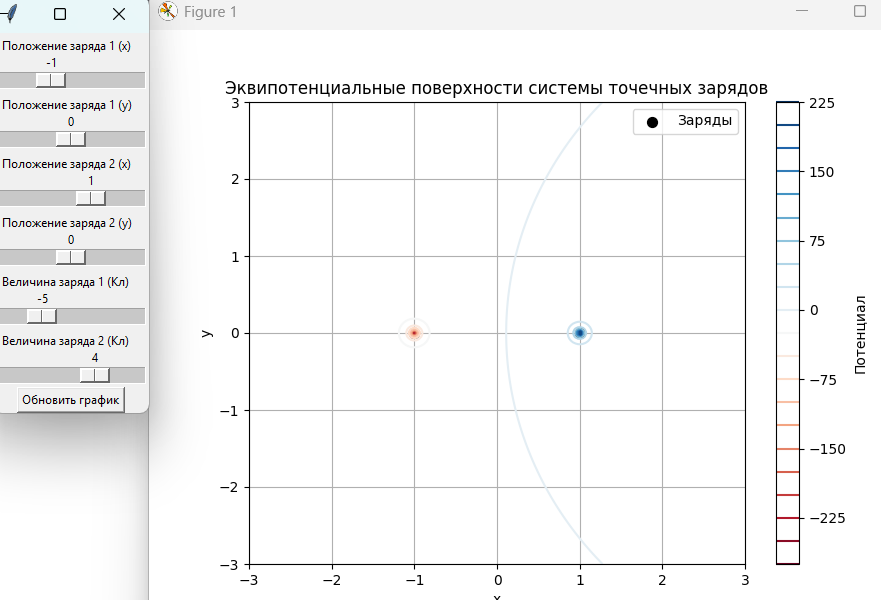 Figure 1
Положение заряда 1 (x)
-1
Положение заряда 1 (y)
0
Положение заряда 2 (x)
1
Положение заряда 2 (y)
0
Величина заряда 1 (Кл)
-5
Величина заряда 2 (Кл)
4
Обновить график
Эквипотенциальные поверхности системы точечных зарядов
Заряды
3
2
1
0
−1
−2
−3
y
−3
−2
−1
0
1
2
3
x
225
150
75
0
−75
−150
−225
Потенциал